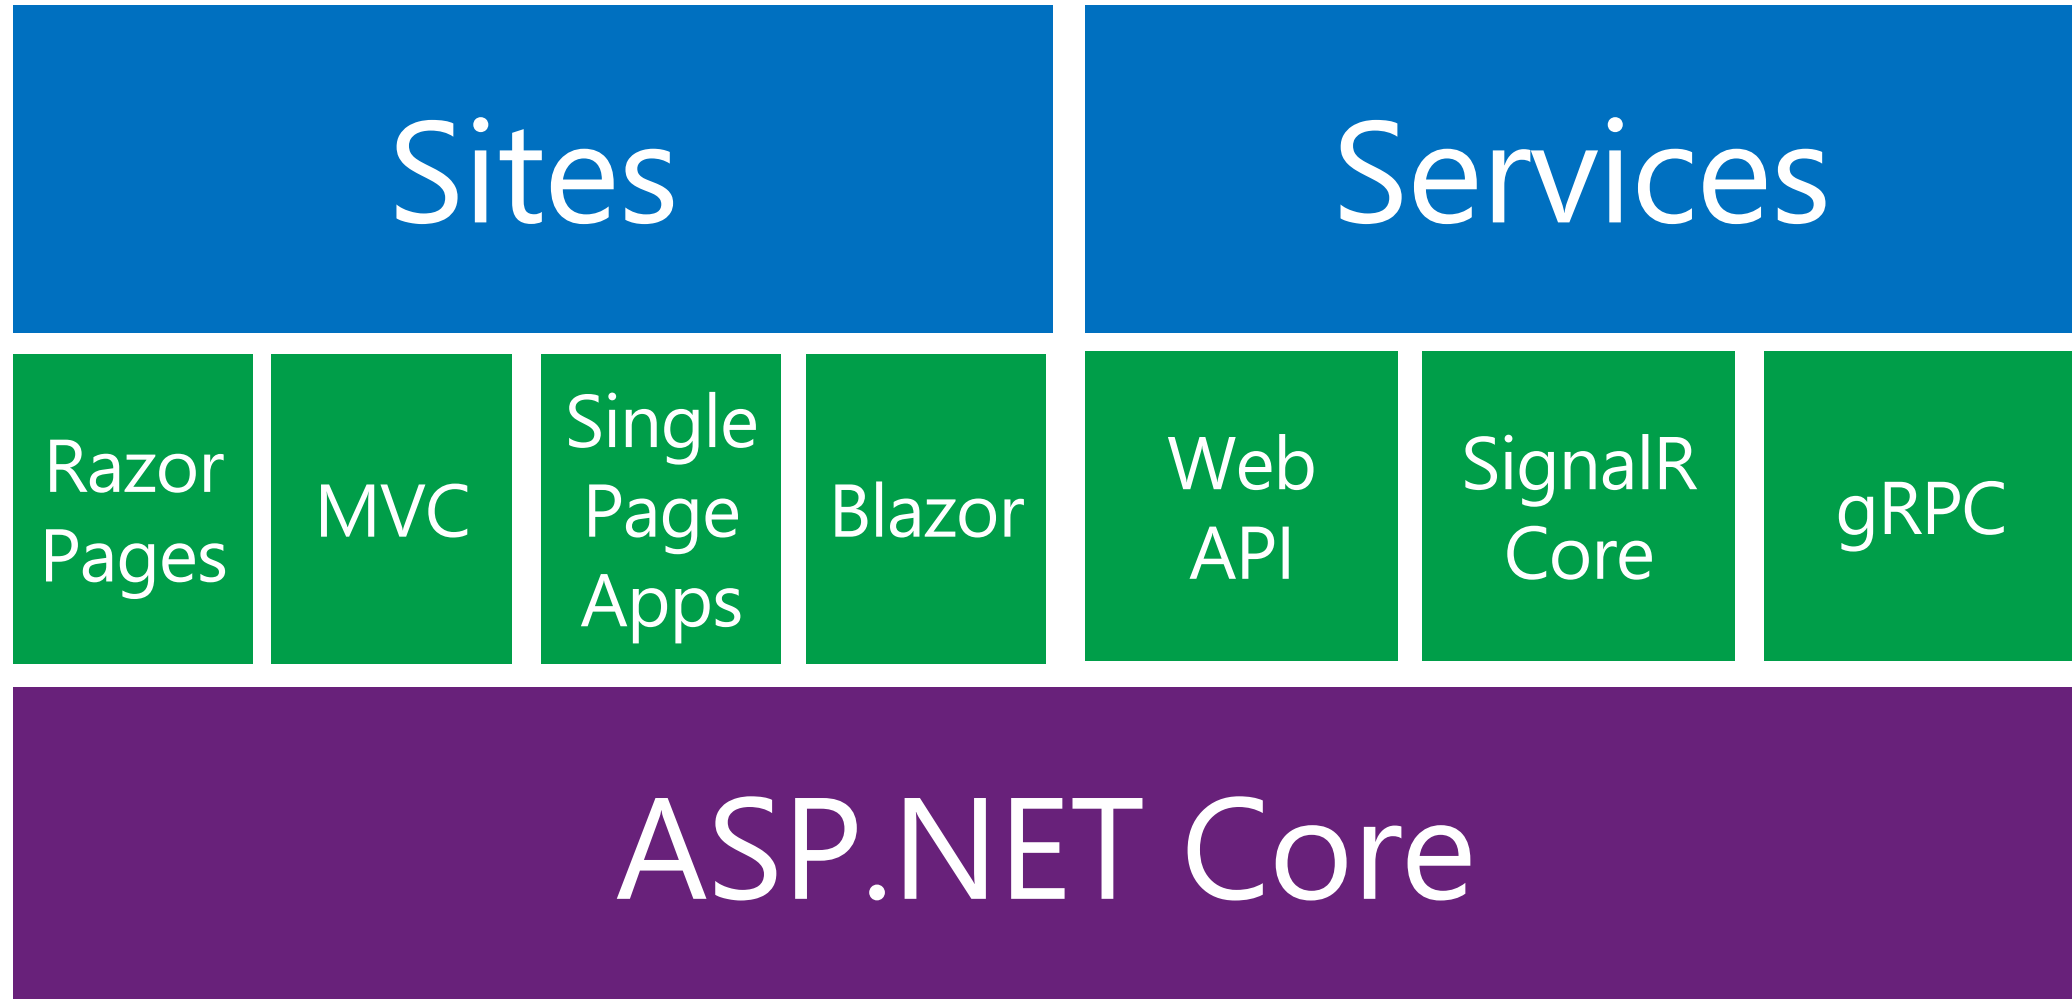 Sites
Services
Razor
Pages
MVC
Single
Page
Apps
Blazor
Web
API
SignalR
Core
gRPC
ASP.NET Core